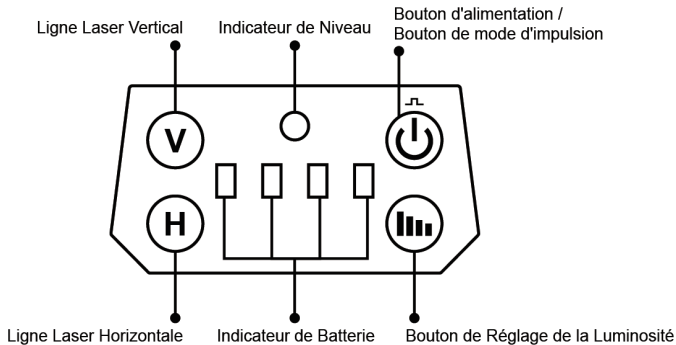 Ligne Laser Vertical
Indicateur de Niveau
Bouton d'alimentation /
Bouton de mode d'impulsion
V
H
Ligne Laser Horizontale
Indicateur de Batterie
Bouton de Réglage de la Luminosité